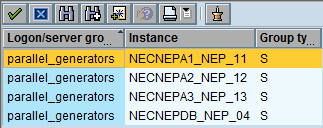 Logon/server gro... Instance Group ty
parallel_generators NECNEPA1_NEP_11 S
parallel_generators NECNEPA2_NEP_12 S
parallel_generators NECNEPA3_NEP_13 S
parallel_generators NECNEPDB_NEP_04 S